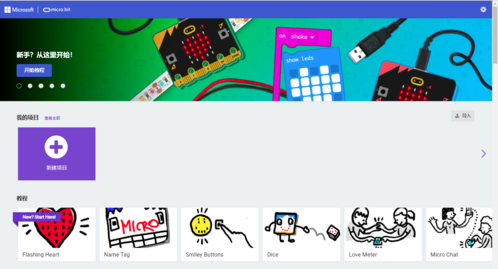 Microsoft | micro:bit
新手？从这里开始！
开始教程
on shake
show leds
我的项目 查看全部
导入
新建项目
教程
New? Start Here!
Flashing Heart
Name Tag
MICRO
Smiley Buttons
Dice
Love Meter
Micro Chat